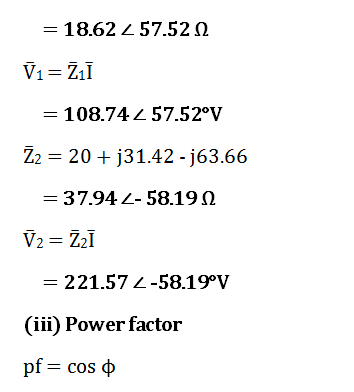 = 18.62 ∠ 57.52 Ω
V̄1 = Z̄1Ī
= 108.74∠ 57.52°V
Z̄2 = 20 + j31.42 - j63.66
= 37.94 ∠- 58.19 Ω
V̄2 = Z̄2Ī
= 221.57 ∠ -58.19°V
(iii) Power factor
pf = cos ϕ